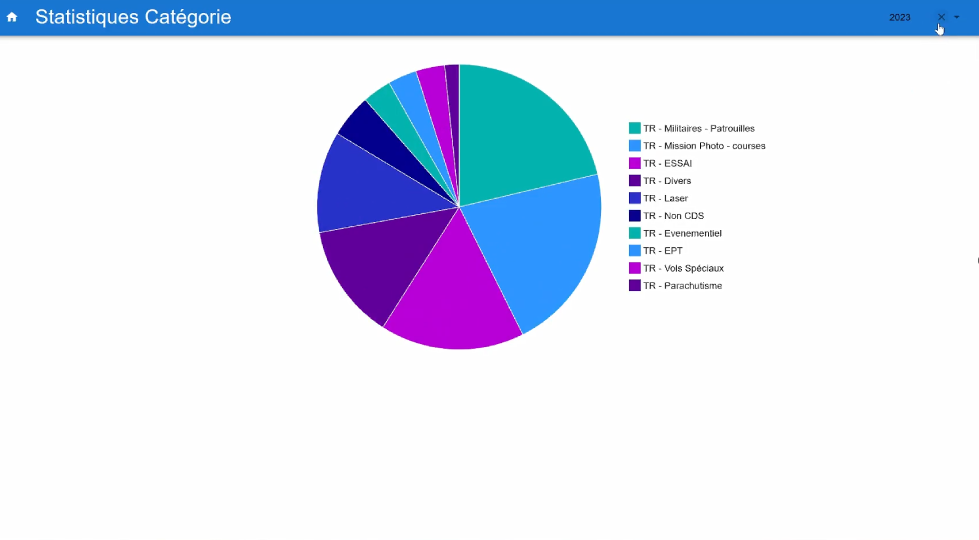 Statistiques Catégorie
2023
TR - Militaires - Patrouilles
TR - Mission Photo - courses
TR - ESSAI
TR - Divers
TR - Laser
TR - Non CDS
TR - Evenementiel
TR - EPT
TR - Vols Spéciaux
TR - Parachutisme